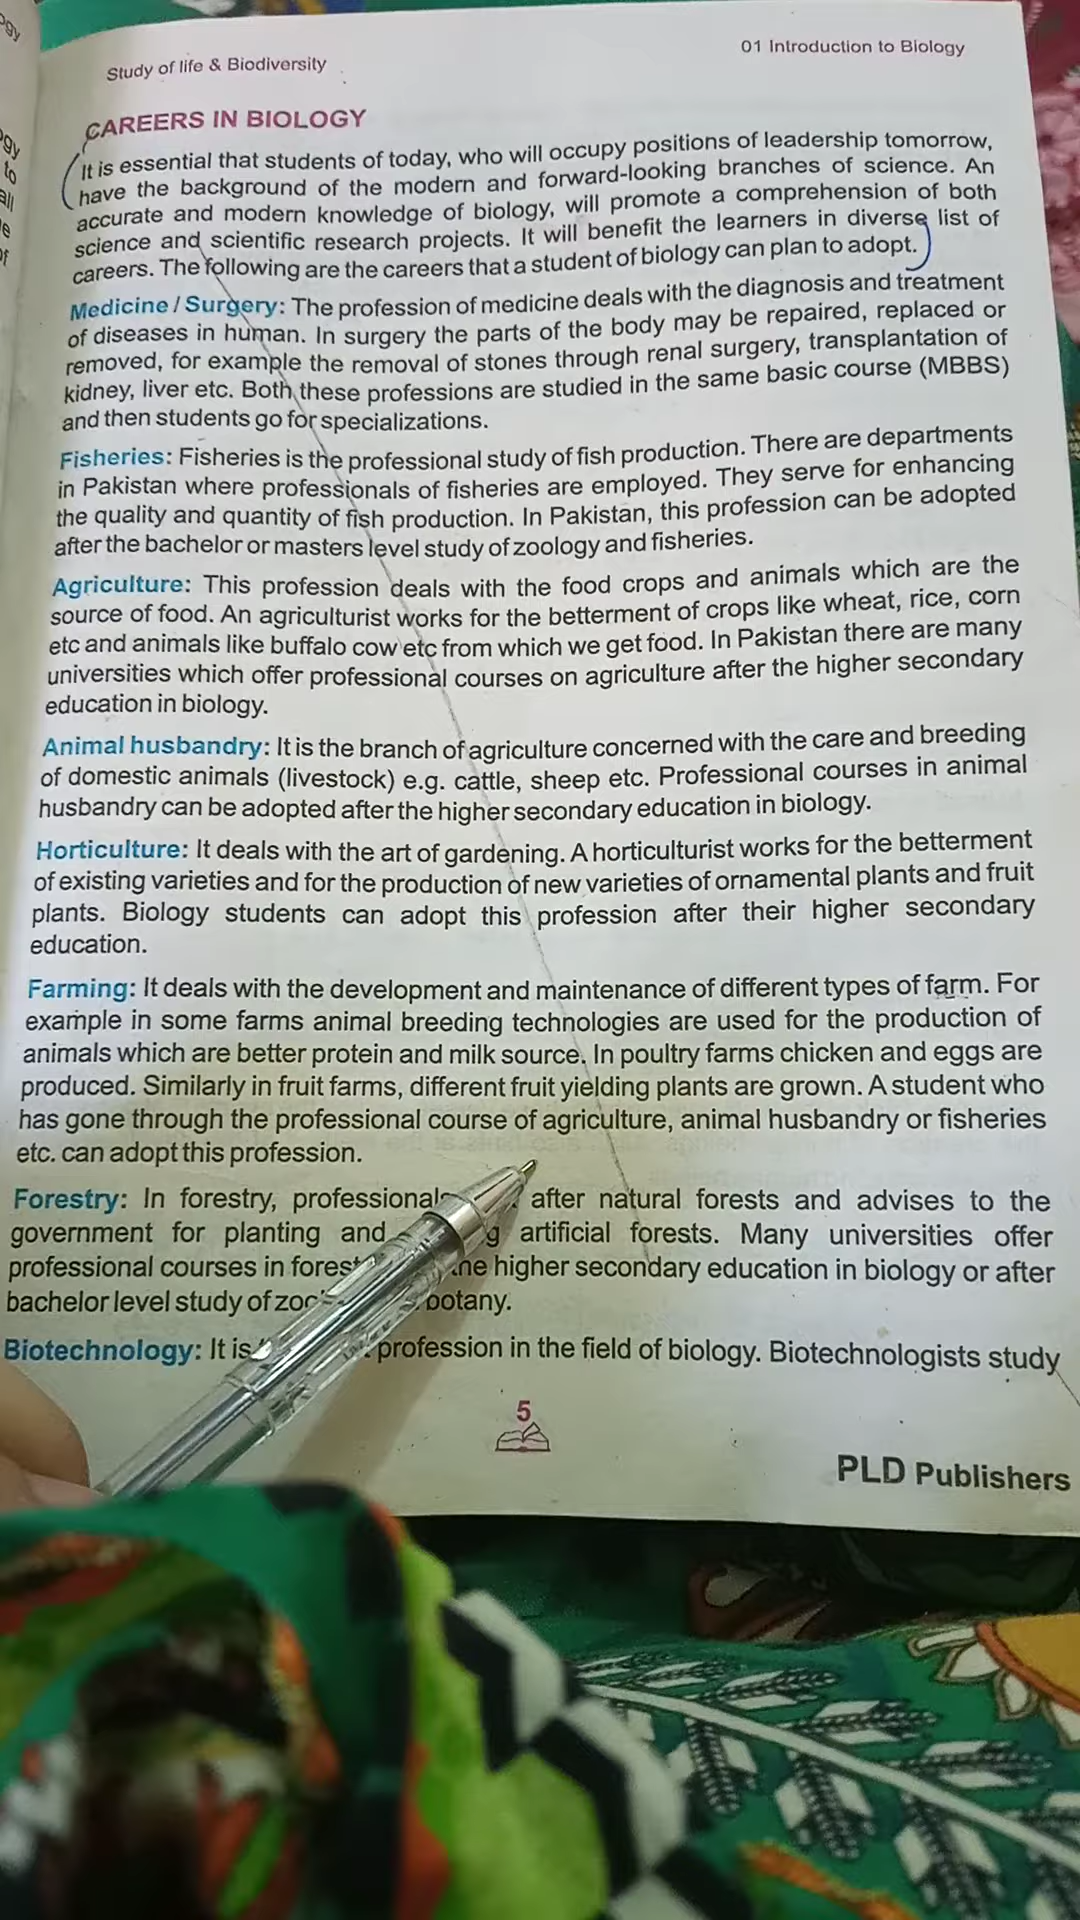 Study of life & Biodiversity
01 Introduction to Biology
CAREERS IN BIOLOGY
It is essential that students of today, who will occupy positions of leadership tomorrow,
have the background of the modern and forward-looking branches of science. An
accurate and modern knowledge of biology, will promote a comprehension of both
science and scientific research projects. It will benefit the learners in diverse list of
careers. The following are the careers that a student of biology can plan to adopt.
Medicine / Surgery: The profession of medicine deals with the diagnosis and treatment
of diseases in human. In surgery the parts of the body may be repaired, replaced or
removed, for example the removal of stones through renal surgery, transplantation of
kidney, liver etc. Both these professions are studied in the same basic course (MBBS)
and then students go for specializations.
Fisheries: Fisheries is the professional study of fish production. There are departments
in Pakistan where professionals of fisheries are employed. They serve for enhancing
the quality and quantity of fish production. In Pakistan, this profession can be adopted
after the bachelor or masters level study of zoology and fisheries.
Agriculture: This profession deals with the food crops and animals which are the
source of food. An agriculturist works for the betterment of crops like wheat, rice, corn
etc and animals like buffalo cow etc from which we get food. In Pakistan there are many
universities which offer professional courses on agriculture after the higher secondary
education in biology.
Animal husbandry: It is the branch of agriculture concerned with the care and breeding
of domestic animals (livestock) e.g. cattle, sheep etc. Professional courses in animal
husbandry can be adopted after the higher secondary education in biology.
Horticulture: It deals with the art of gardening. A horticulturist works for the betterment
of existing varieties and for the production of new varieties of ornamental plants and fruit
plants. Biology students can adopt this profession after their higher secondary
education.
Farming: It deals with the development and maintenance of different types of farm. For
example in some farms animal breeding technologies are used for the production of
animals which are better protein and milk source. In poultry farms chicken and eggs are
produced. Similarly in fruit farms, different fruit yielding plants are grown. A student who
has gone through the professional course of agriculture, animal husbandry or fisheries
etc. can adopt this profession.
Forestry: In forestry, professionals after natural forests and advises to the
government for planting and artificial forests. Many universities offer
professional courses in higher secondary education in biology or after
bachelor level study of botany.
Biotechnology: It is profession in the field of biology. Biotechnologists study
5
PLD Publishers